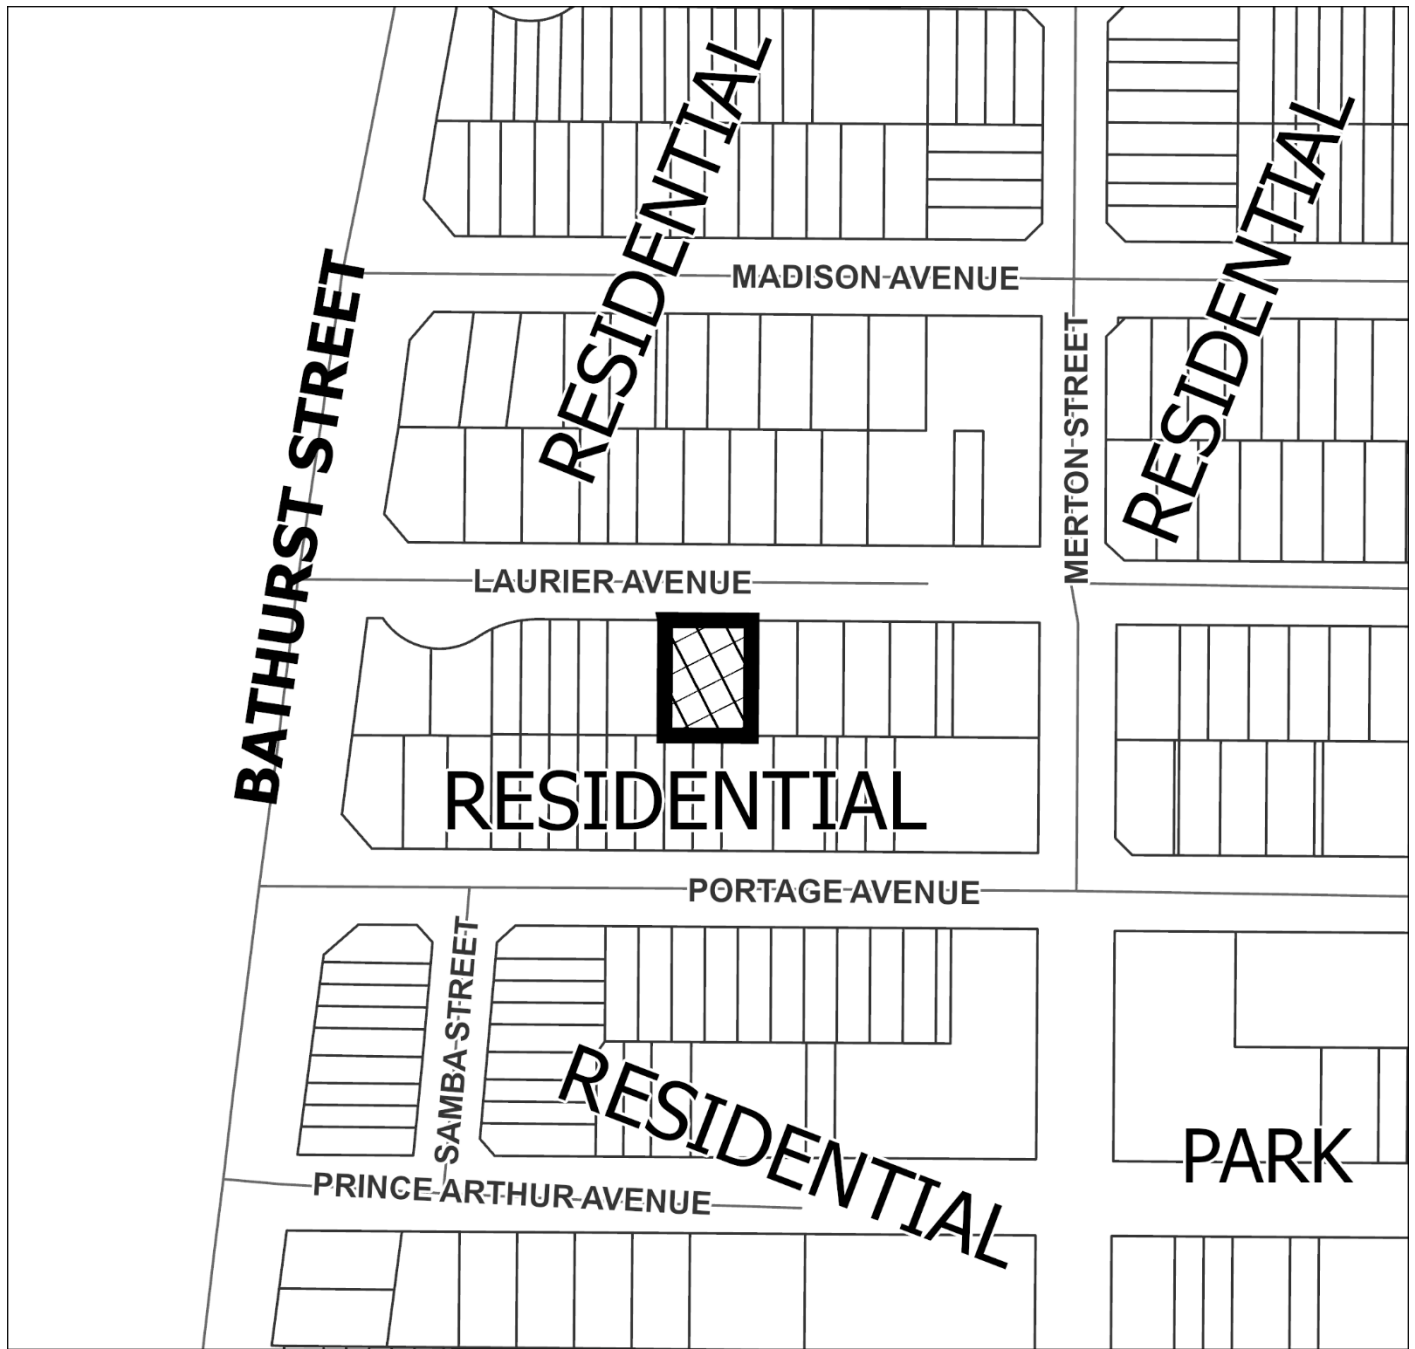 RESIDENTIAL
RESIDENTIAL
MADISON AVENUE
BATHURST STREET
MERTON STREET
LAURIER AVENUE
RESIDENTIAL
PORTAGE AVENUE
SAMBA STREET
RESIDENTIAL
PARK
PRINCE ARTHUR AVENUE